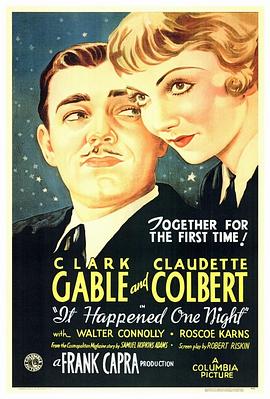 TOGETHER FOR
THE FIRST TIME!
CLARK CLAUDETTE
GABLE and COLBERT
IN
"It Happened One Night"
with WALTER CONNOLLY • ROSCOE KARNS
From the Cosmopolitan Magazine story by SAMUEL HOPKINS ADAMS • Screen play by ROBERT RISKIN
A FRANK CAPRA PRODUCTION
A
COLUMBIA
PICTURE